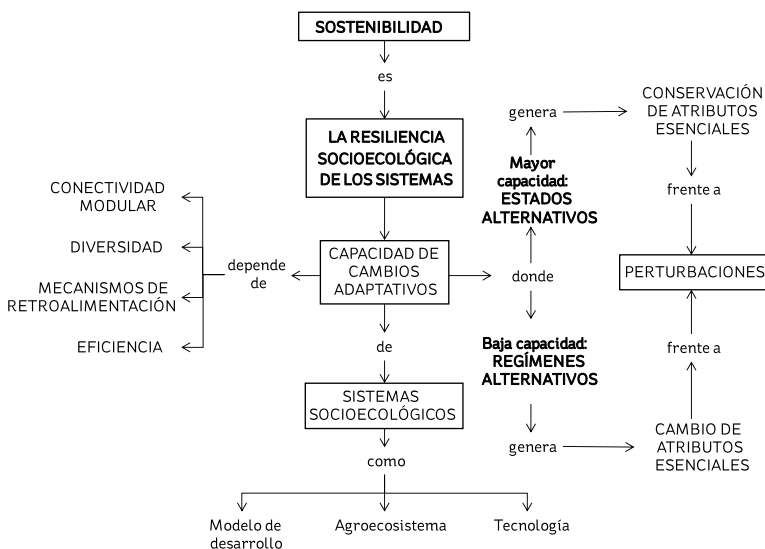 SOSTENIBILIDAD
es
LA RESILIENCIA
SOCIOECOLÓGICA
DE LOS SISTEMAS
CAPACIDAD DE
CAMBIOS
ADAPTATIVOS
depende
de
CONECTIVIDAD
MODULAR
DIVERSIDAD
MECANISMOS DE
RETROALIMENTACIÓN
EFICIENCIA
donde
Mayor
capacidad:
ESTADOS
ALTERNATIVOS
genera
CONSERVACIÓN
DE ATRIBUTOS
ESENCIALES
frente a
PERTURBACIONES
Baja capacidad:
REGÍMENES
ALTERNATIVOS
genera
CAMBIO DE
ATRIBUTOS
ESENCIALES
frente a
de
SISTEMAS
SOCIOECOLÓGICOS
como
Modelo de
desarrollo
Agroecosistema
Tecnología